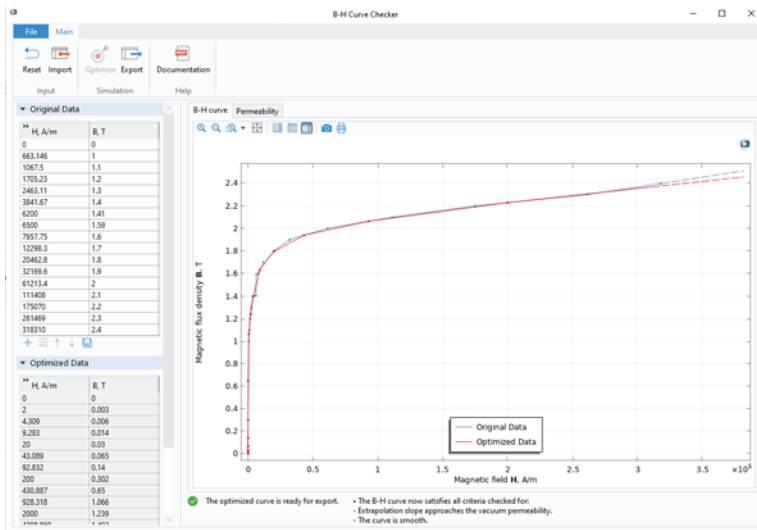 B-H Curve Checker
File Main
Reset Import Optimize Export Documentation
Input Simulation Help
Original Data
H, A/m B, T
0 0
663.146 1
1067.5 1.1
1705.23 1.2
2463.11 1.3
3841.67 1.4
6200 1.41
6500 1.59
7957.75 1.6
12298.3 1.7
20462.8 1.8
32169.6 1.9
61213.4 2
111408 2.1
175070 2.2
261469 2.3
318310 2.4
Optimized Data
H, A/m B, T
0 0
2 0.003
4.309 0.006
9.283 0.014
20 0.03
43.089 0.065
92.832 0.14
200 0.302
430.887 0.65
928.318 1.066
2000 1.239
B-H curve Permeability
Magnetic flux density B, T
2.4
2.2
2
1.8
1.6
1.4
1.2
1
0.8
0.6
0.4
0.2
0
0 0.5 1 1.5 2 2.5 3 3.5 ×10⁵
Magnetic field H, A/m
Original Data
Optimized Data
The optimized curve is ready for export.
• The B-H curve now satisfies all criteria checked for:
- Extrapolation slope approaches the vacuum permeability.
- The curve is smooth.